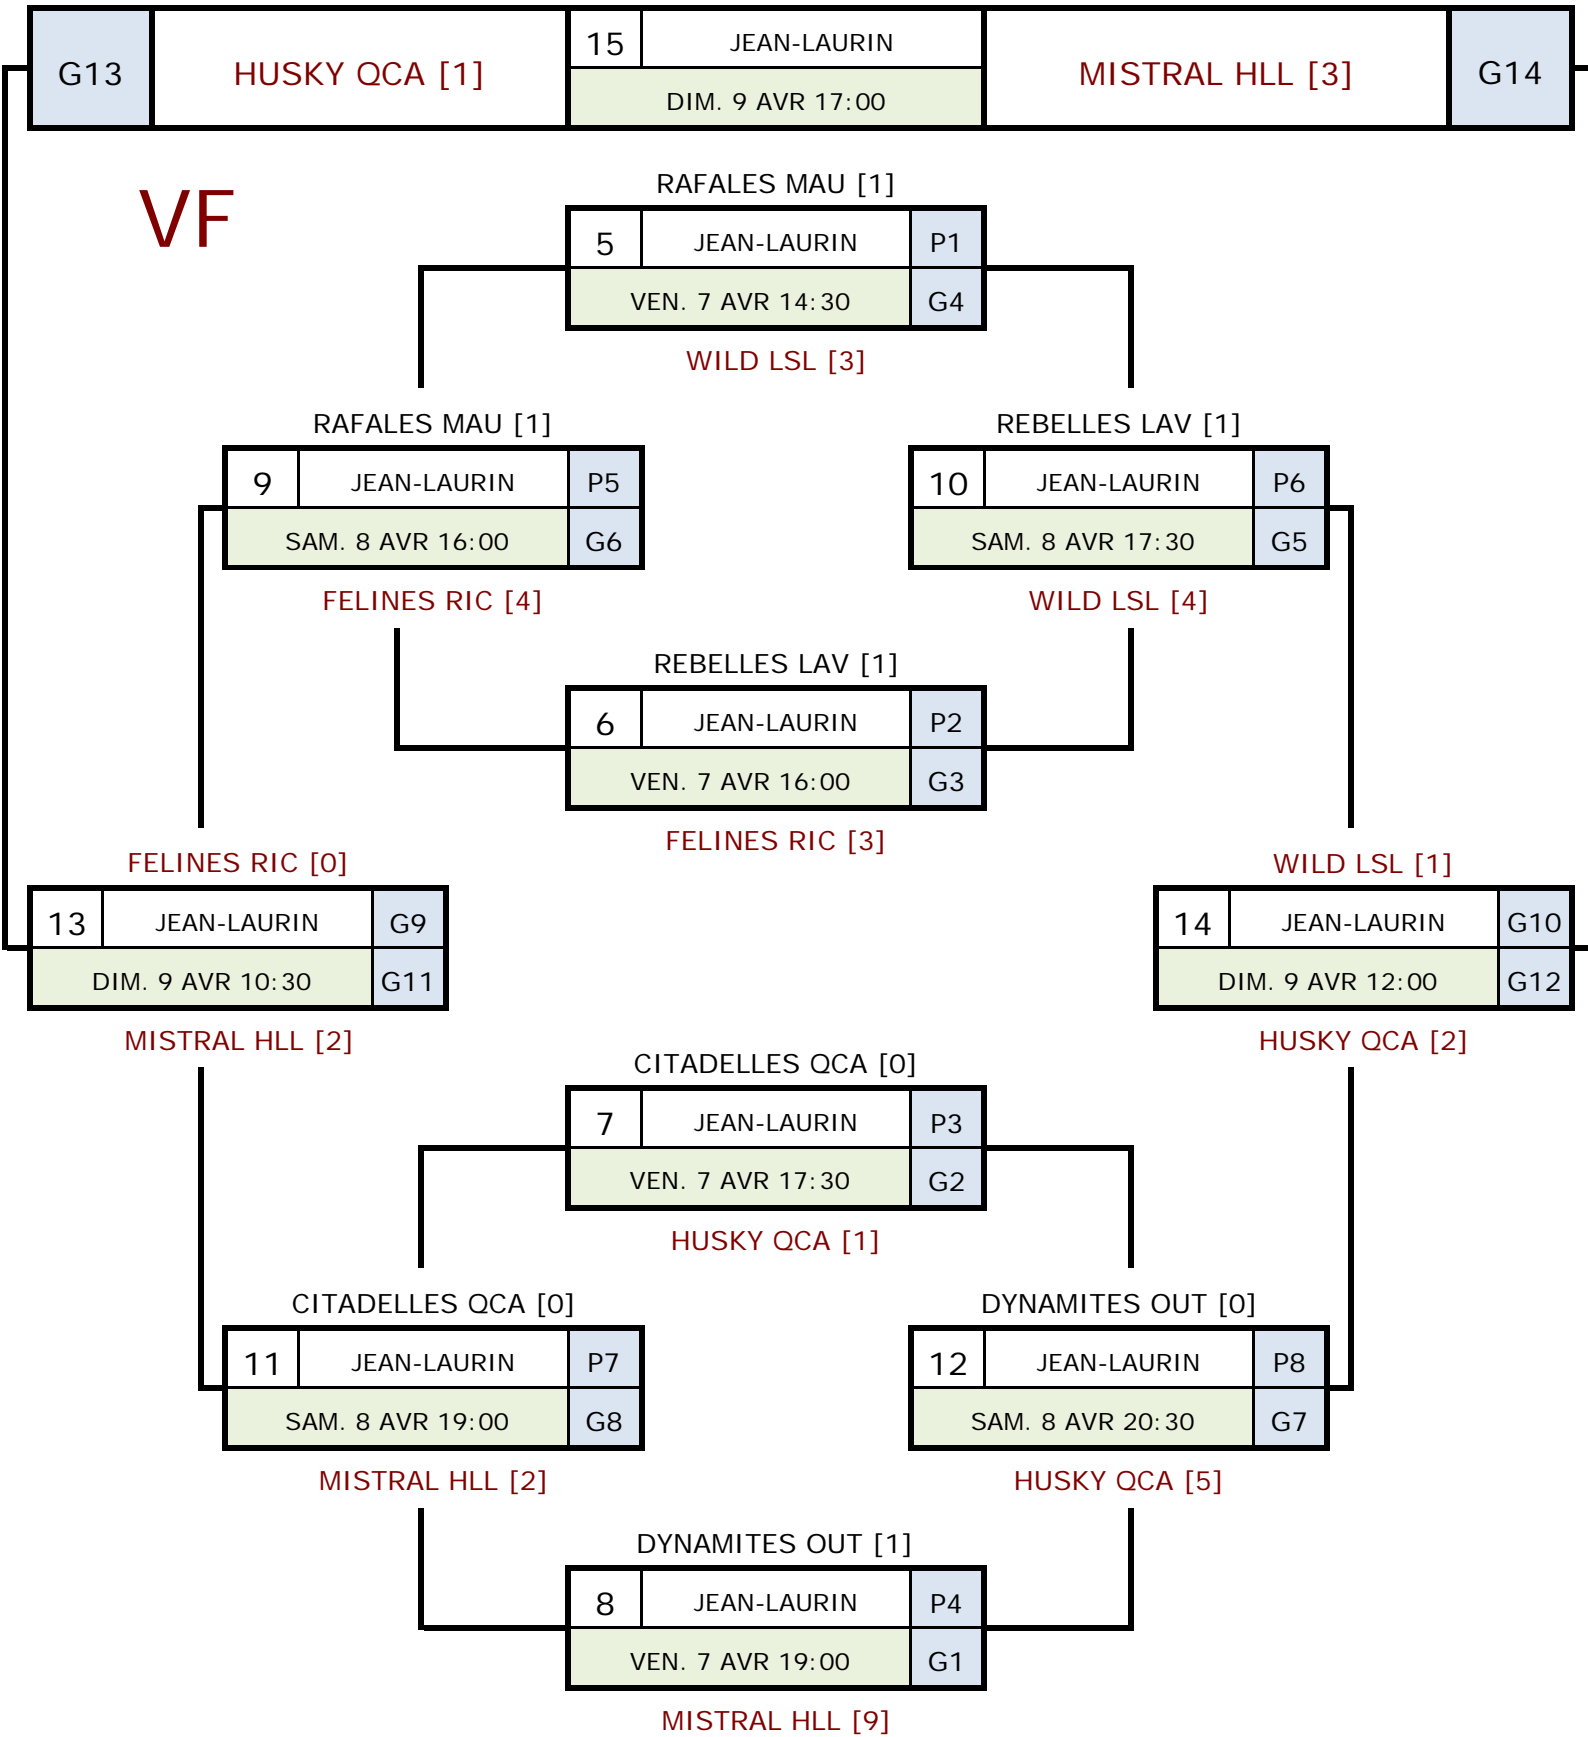 G13 HUSKY QCA [1] 15 JEAN-LAURIN MISTRAL HLL [3] G14
DIM. 9 AVR 17:00
VF
RAFALES MAU [1]
5 JEAN-LAURIN P1
VEN. 7 AVR 14:30 G4
WILD LSL [3]
RAFALES MAU [1]
9 JEAN-LAURIN P5
SAM. 8 AVR 16:00 G6
FELINES RIC [4]
REBELLES LAV [1]
10 JEAN-LAURIN P6
SAM. 8 AVR 17:30 G5
WILD LSL [4]
REBELLES LAV [1]
6 JEAN-LAURIN P2
VEN. 7 AVR 16:00 G3
FELINES RIC [3]
FELINES RIC [0]
13 JEAN-LAURIN G9
DIM. 9 AVR 10:30 G11
MISTRAL HLL [2]
WILD LSL [1]
14 JEAN-LAURIN G10
DIM. 9 AVR 12:00 G12
HUSKY QCA [2]
CITADELLES QCA [0]
7 JEAN-LAURIN P3
VEN. 7 AVR 17:30 G2
HUSKY QCA [1]
CITADELLES QCA [0]
11 JEAN-LAURIN P7
SAM. 8 AVR 19:00 G8
MISTRAL HLL [2]
DYNAMITES OUT [0]
12 JEAN-LAURIN P8
SAM. 8 AVR 20:30 G7
HUSKY QCA [5]
DYNAMITES OUT [1]
8 JEAN-LAURIN P4
VEN. 7 AVR 19:00 G1
MISTRAL HLL [9]